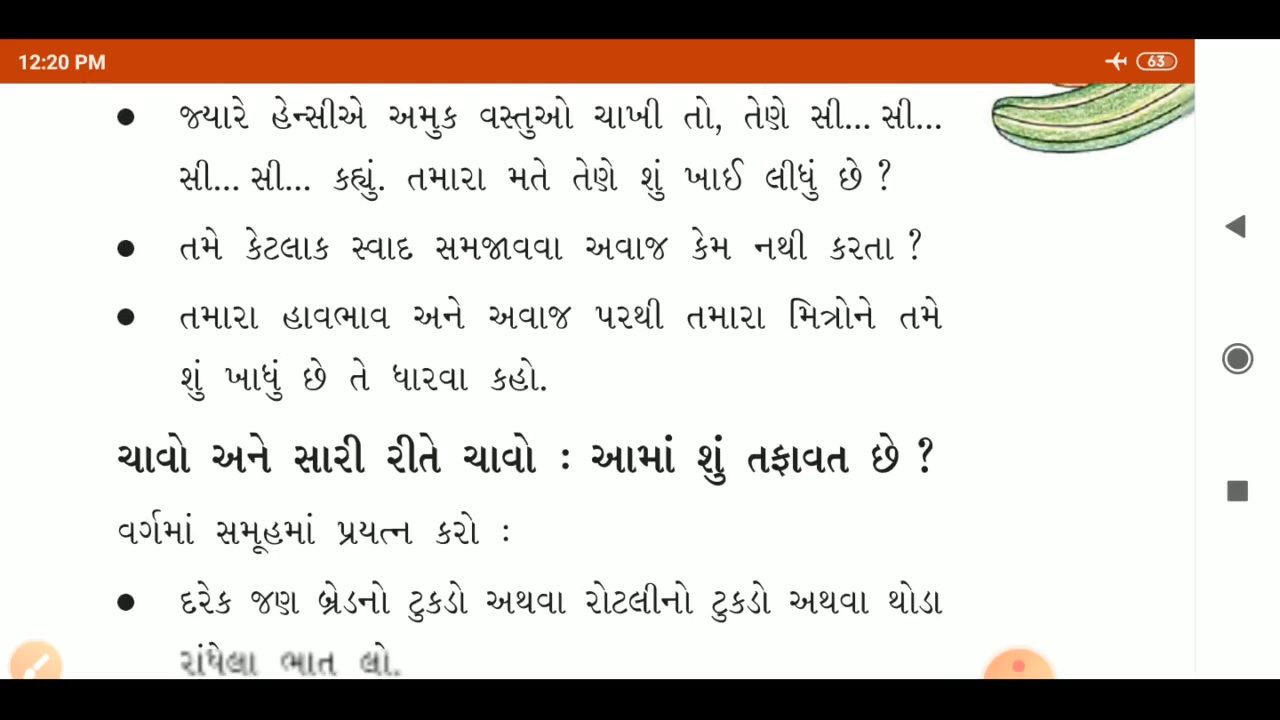 12:20 PM
63
● જ્યારે હેન્સીએ અમુક વસ્તુઓ ચાખી તો, તેણે સી... સી...
સી... સી... કહ્યું. તમારા મતે તેણે શું ખાઈ લીધું છે ?
● તમે કેટલાક સ્વાદ સમજાવવા અવાજ કેમ નથી કરતા ?
● તમારા હાવભાવ અને અવાજ પરથી તમારા મિત્રોને તમે
શું ખાધું છે તે ધારવા કહો.
ચાવો અને સારી રીતે ચાવો : આમાં શું તફાવત છે ?
વર્ગમાં સમૂહમાં પ્રયત્ન કરો :
● દરેક જણ બ્રેડનો ટુકડો અથવા રોટલીનો ટુકડો અથવા થોડા
રાંધેલા ભાત લો.